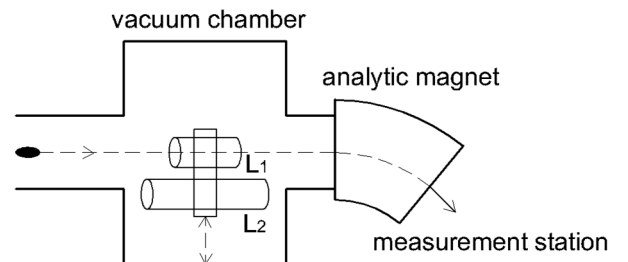 vacuum chamber
analytic magnet
L1
L2
measurement station